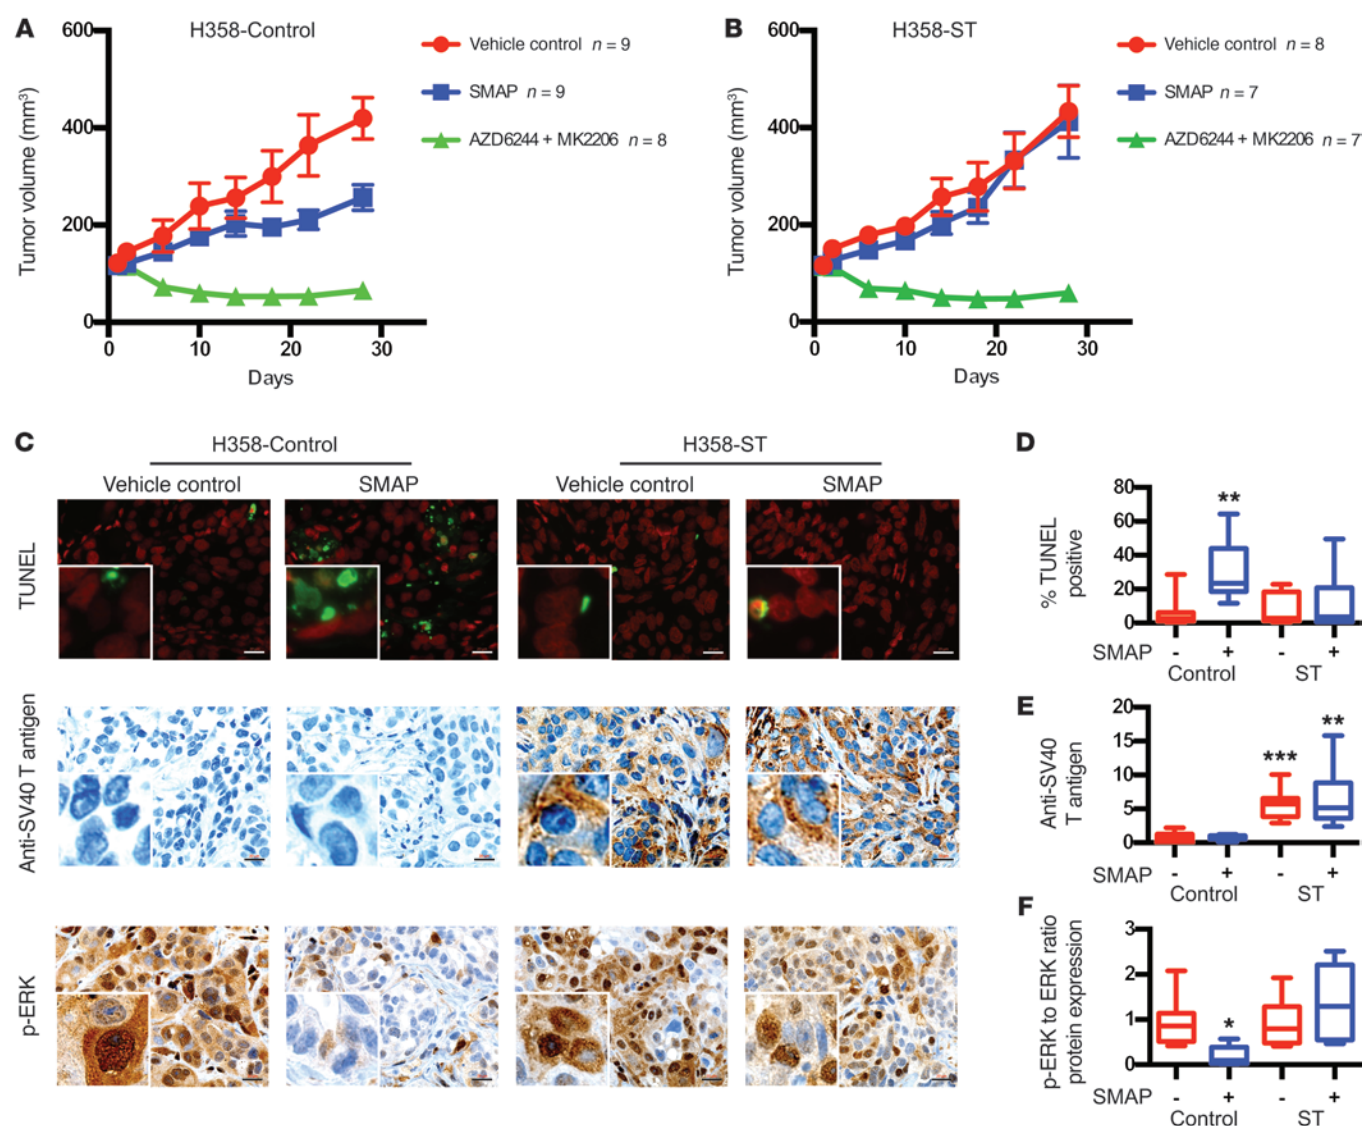 A
H358-Control
600
400
200
0
Tumor volume (mm³)
0 10 20 30
Days
Vehicle control n = 9
SMAP n = 9
AZD6244 + MK2206 n = 8
B
H358-ST
600
400
200
0
Tumor volume (mm³)
0 10 20 30
Days
Vehicle control n = 8
SMAP n = 7
AZD6244 + MK2206 n = 7
C
H358-Control H358-ST
Vehicle control SMAP Vehicle control SMAP
TUNEL
Anti-SV40 T antigen
p-ERK
D
% TUNEL
positive
80
60
40
20
0
**
SMAP - + - +
Control ST
E
Anti-SV40
T antigen
20
15
10
5
0
***
**
SMAP - + - +
Control ST
F
p-ERK to ERK ratio
protein expression
3
2
1
0
*
SMAP - + - +
Control ST